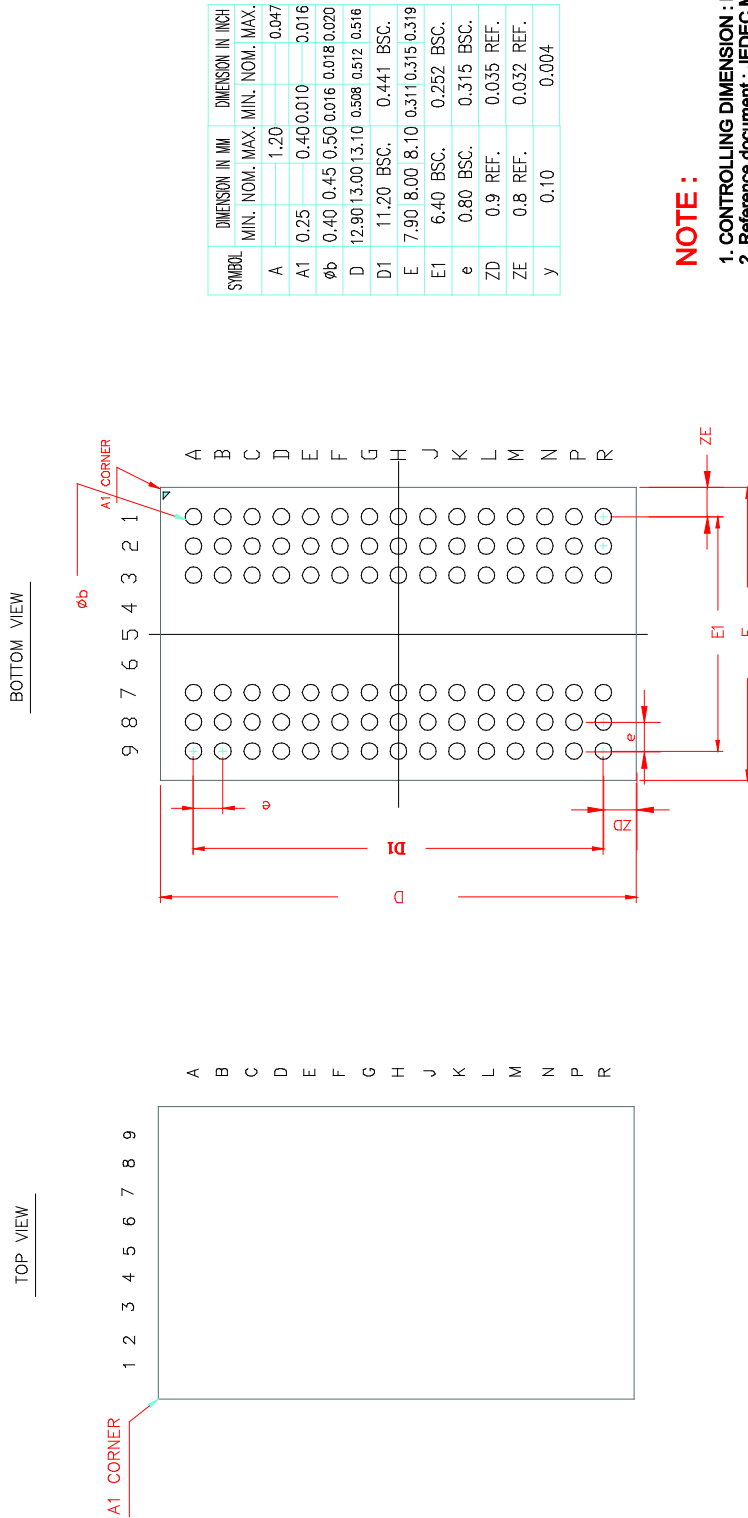 TOP VIEW
A1 CORNER
1 2 3 4 5 6 7 8 9
A
B
C
D
E
F
G
H
J
K
L
M
N
P
R
BOTTOM VIEW
A1 CORNER
øb
9 8 7 6 5 4 3 2 1
A
B
C
D
E
F
G
H
J
K
L
M
N
P
R
e
D1
D
ZD
e
E1
ZE
SYMBOL DIMENSION IN MM DIMENSION IN INCH
MIN. NOM. MAX. MIN. NOM. MAX.
A 1.20 0.047
A1 0.25 0.40 0.010 0.016
øb 0.40 0.45 0.50 0.016 0.018 0.020
D 12.90 13.00 13.10 0.508 0.512 0.516
D1 11.20 BSC. 0.441 BSC.
E 7.90 8.00 8.10 0.311 0.315 0.319
E1 6.40 BSC. 0.252 BSC.
e 0.80 BSC. 0.315 BSC.
ZD 0.9 REF. 0.035 REF.
ZE 0.8 REF. 0.032 REF.
y 0.10 0.004
NOTE :
1. CONTROLLING DIMENSION :
2. Reference document : JEDEC